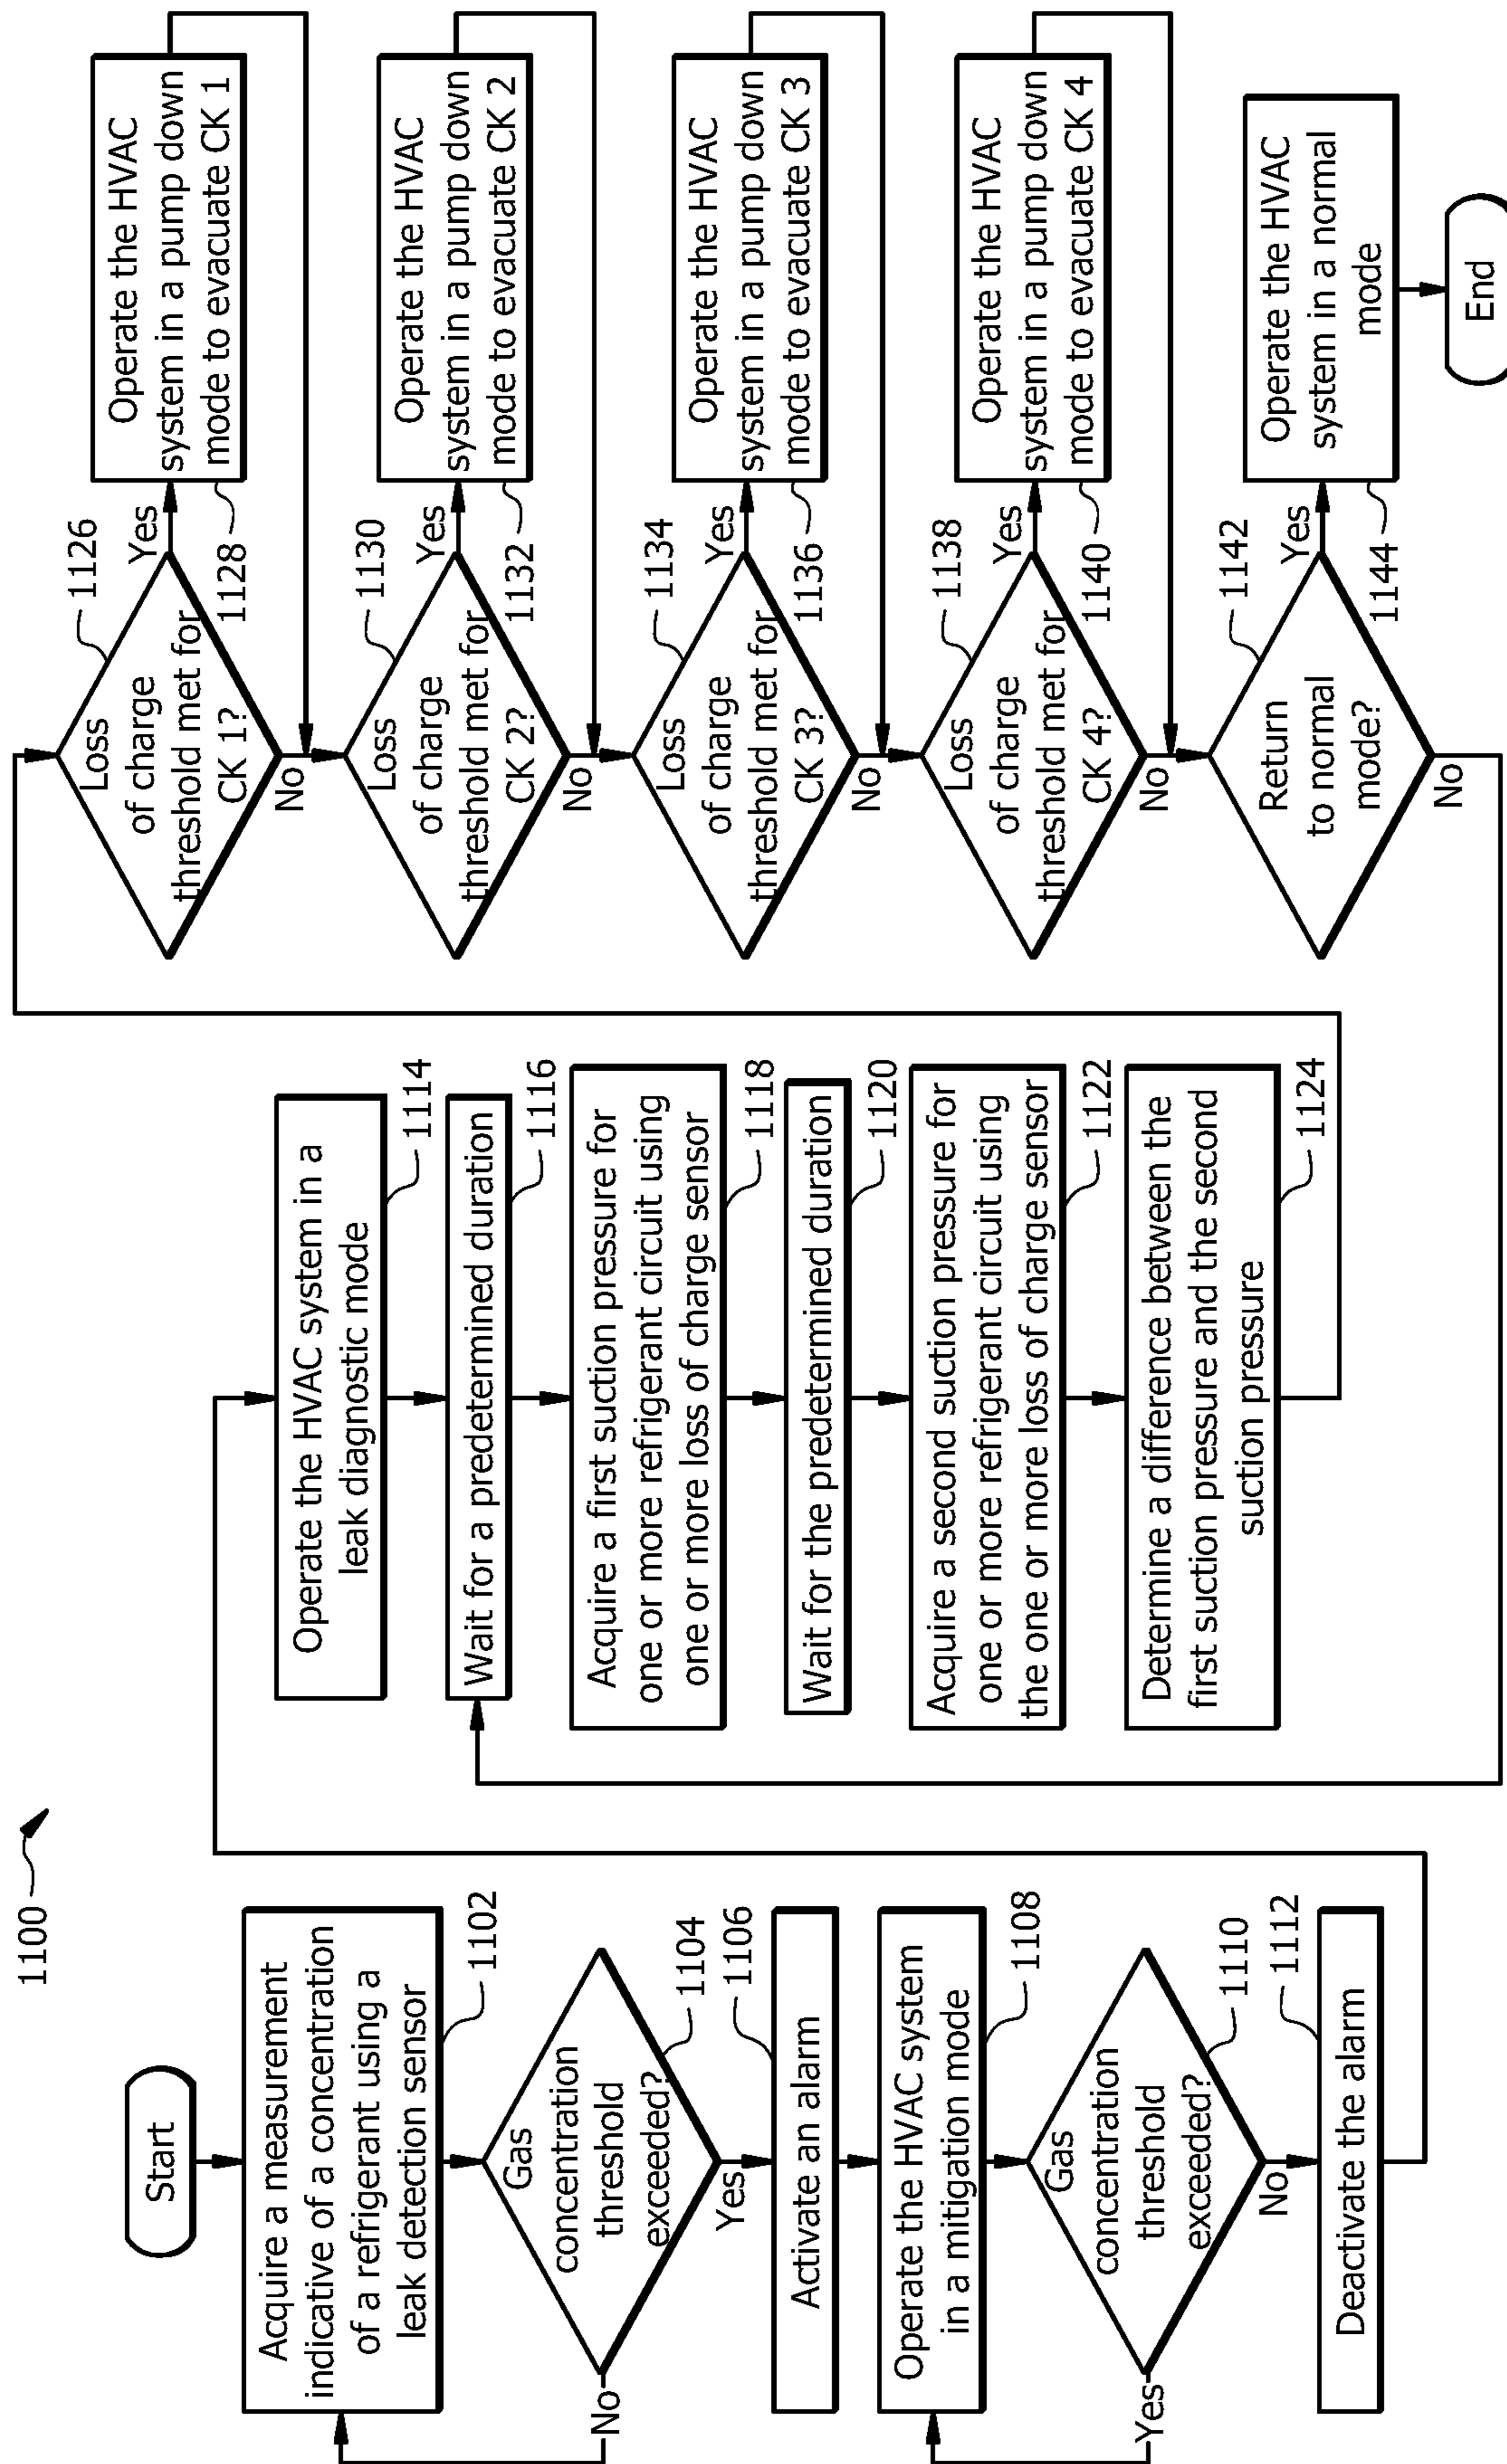 1100
Start
Acquire a measurement
indicative of a concentration
of a refrigerant using a
leak detection sensor
1102
Gas
concentration
threshold
exceeded?
1104
No
Yes
Activate an alarm
1106
Operate the HVAC system
in a mitigation mode
1108
Gas
concentration
threshold
exceeded?
1110
Yes
No
Deactivate the alarm
1112
Operate the HVAC system in a
leak diagnostic mode
1114
Wait for a predetermined duration
1116
Acquire a first suction pressure for
one or more refrigerant circuit using
one or more loss of charge sensor
1118
Wait for the predetermined duration
1120
Acquire a second suction pressure for
one or more refrigerant circuit using
the one or more loss of charge sensor
1122
Determine a difference between the
first suction pressure and the second
suction pressure
1124
Loss
of charge
threshold met for
CK 1?
1126
Yes
No
Operate the HVAC
system in a pump down
mode to evacuate CK 1
1128
Loss
of charge
threshold met for
CK 2?
1130
Yes
No
Operate the HVAC
system in a pump down
mode to evacuate CK 2
1132
Loss
of charge
threshold met for
CK 3?
1134
Yes
No
Operate the HVAC
system in a pump down
mode to evacuate CK 3
1136
Loss
of charge
threshold met for
CK 4?
1138
Yes
No
Operate the HVAC
system in a pump down
mode to evacuate CK 4
1140
Return
to normal
mode?
1142
Yes
No
Operate the HVAC
system in a normal
mode
1144
End